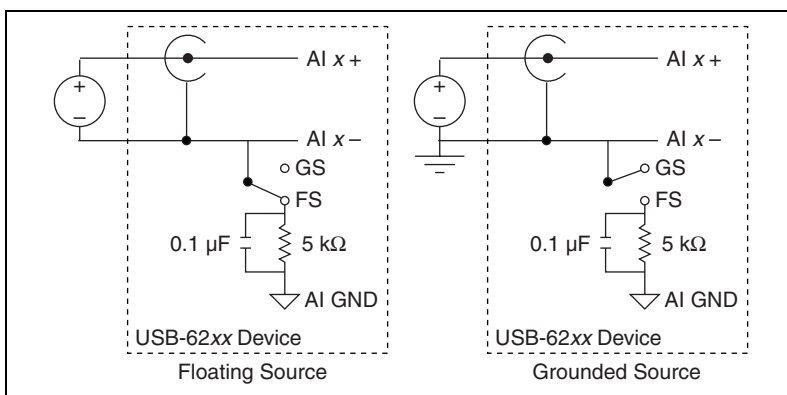 +
−
AI x +
AI x −
GS
FS
0.1 µF
5 kΩ
AI GND
USB-62xx Device
Floating Source
+
−
AI x +
AI x −
GS
FS
0.1 µF
5 kΩ
AI GND
USB-62xx Device
Grounded Source